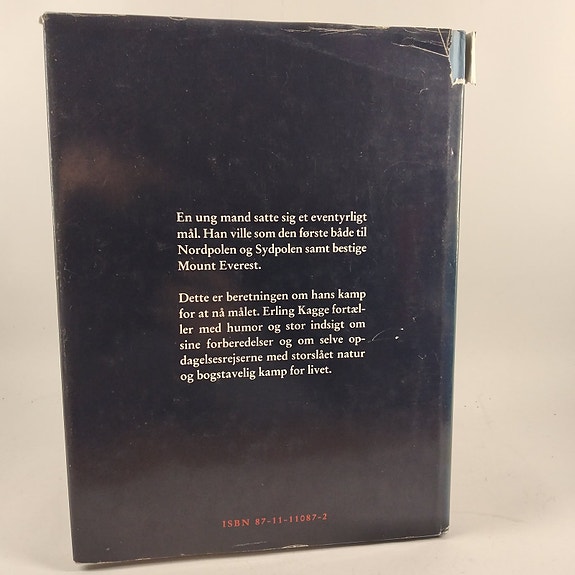 En ung mand satte sig et eventyrligt
mål. Han ville som den første både til
Nordpolen og Sydpolen samt bestige
Mount Everest.
Dette er beretningen om hans kamp
for at nå målet. Erling Kagge fortæl-
ler med humor og stor indsigt om
sine forberedelser og om selve op-
dagelsesrejserne med storslået natur
og bogstavelig kamp for livet.
ISBN 87-11-11087-2